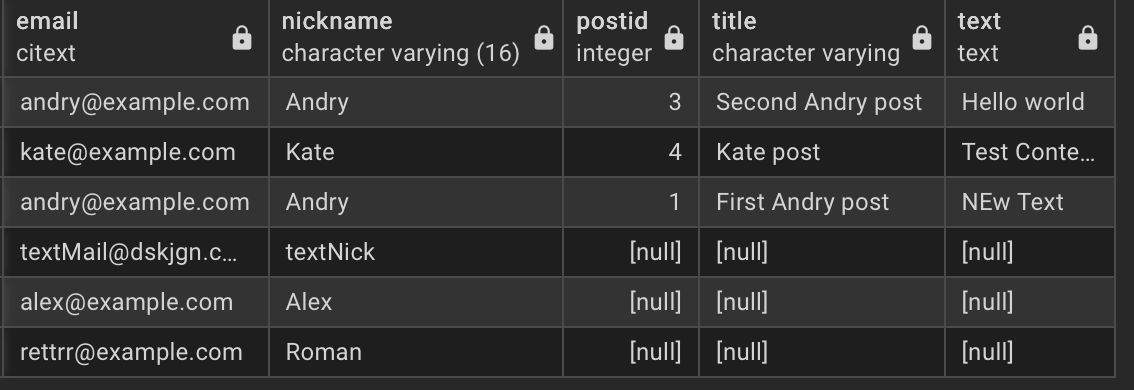 email nickname postid title text
citext character varying (16) integer character varying text
andry@example.com Andry 3 Second Andry post Hello world
kate@example.com Kate 4 Kate post Test Conte…
andry@example.com Andry 1 First Andry post NEw Text
textMail@dskjgn.c… textNick [null] [null] [null]
alex@example.com Alex [null] [null] [null]
rettrr@example.com Roman [null] [null] [null]